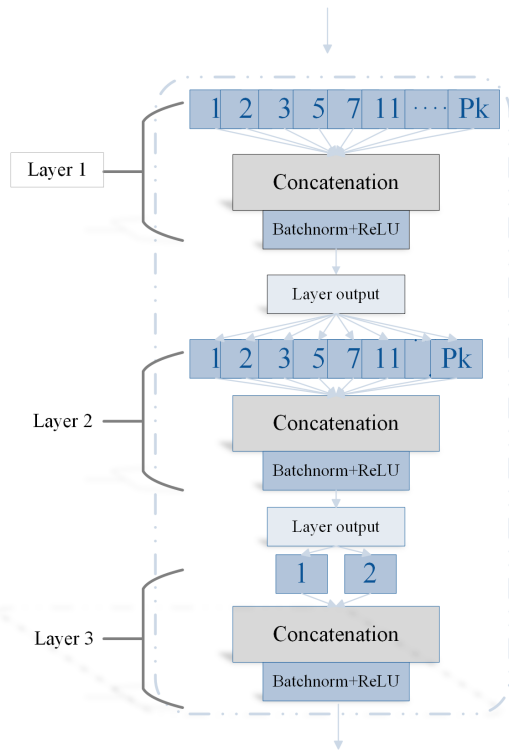 1 2 3 5 7 11 ···· Pk
Layer 1
Concatenation
Batchnorm+ReLU
Layer output
1 2 3 5 7 11 Pk
Layer 2
Concatenation
Batchnorm+ReLU
Layer output
1 2
Layer 3
Concatenation
Batchnorm+ReLU